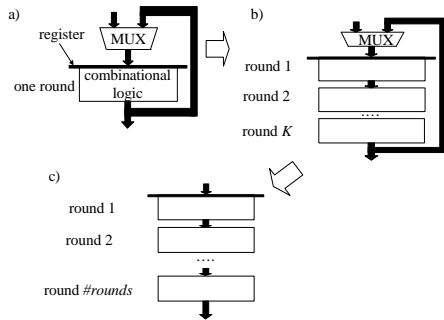 a)
MUX
register
combinational
logic
one round
b)
MUX
round 1
round 2
....
round K
c)
round 1
round 2
....
round #rounds